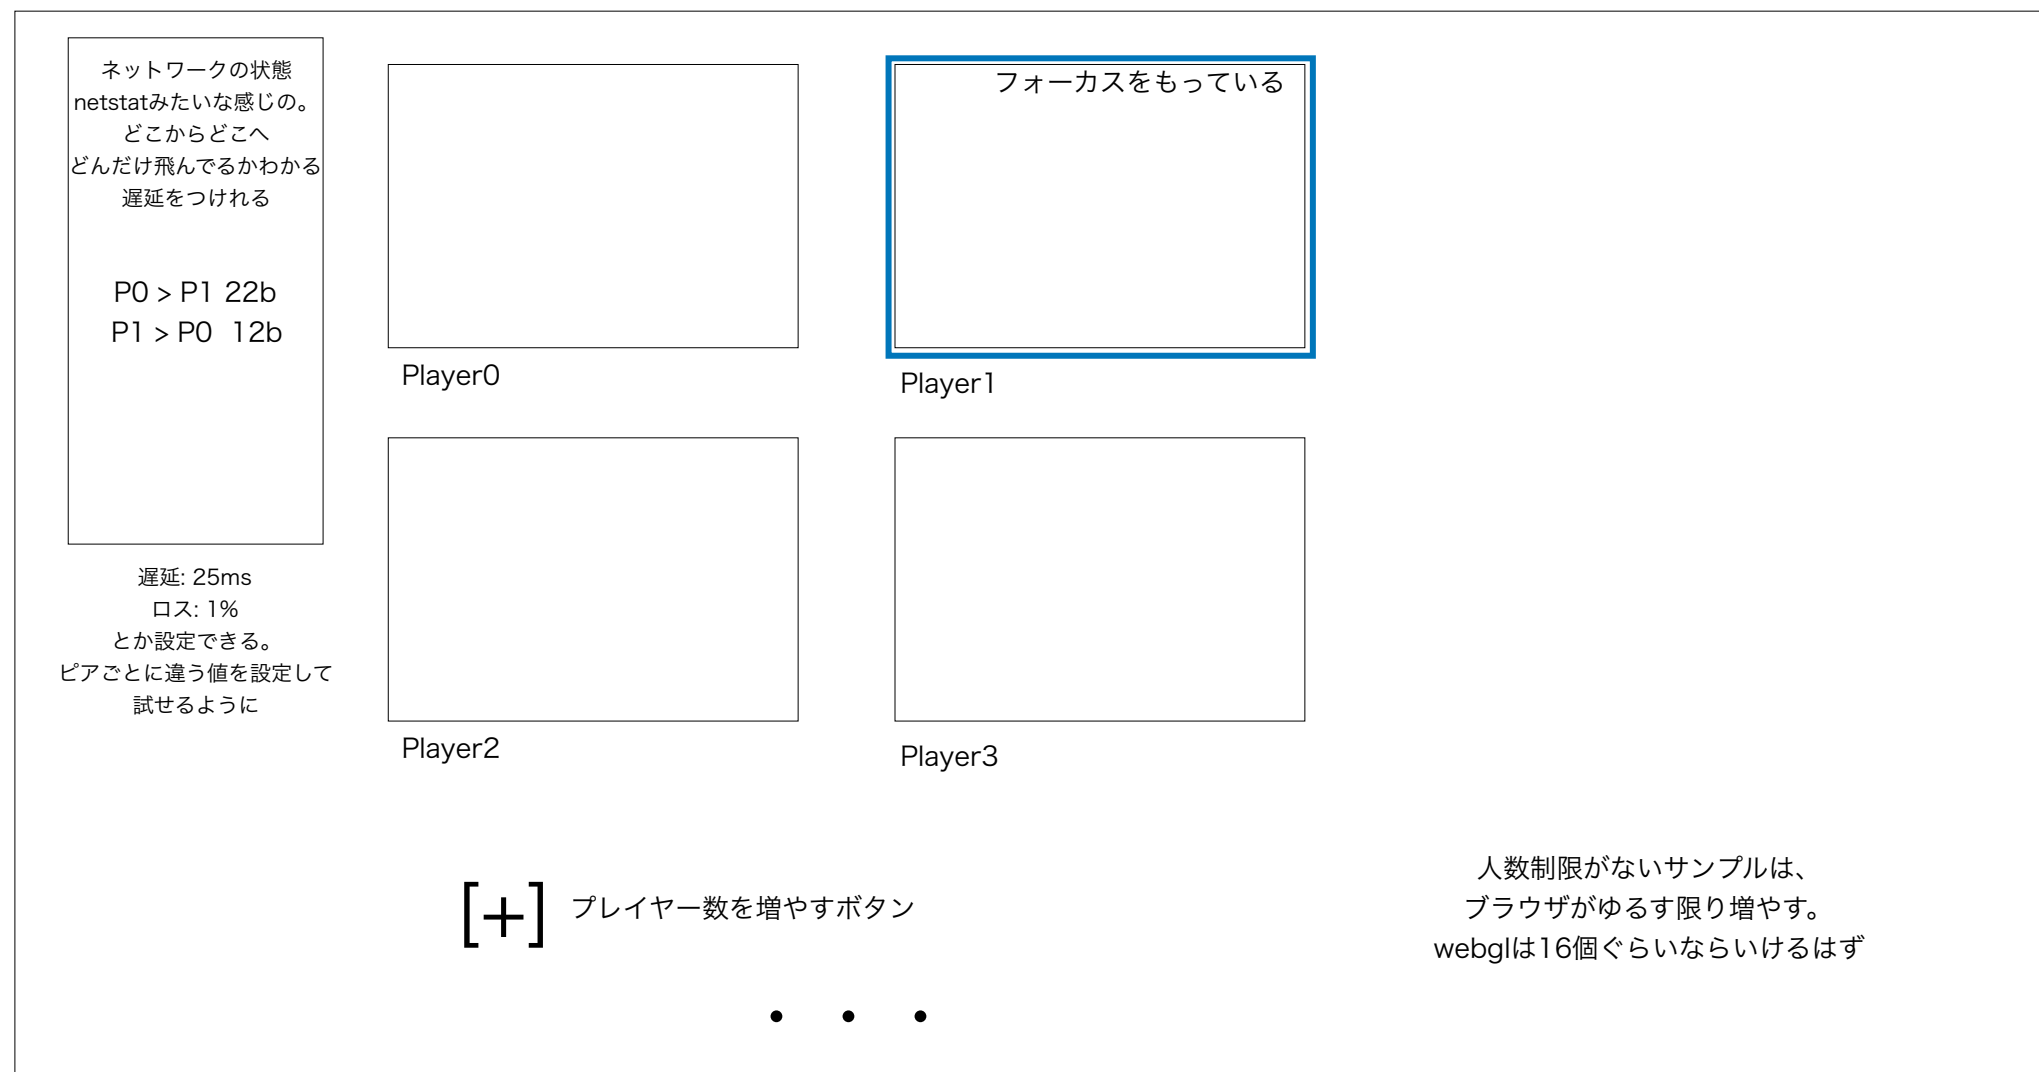 ネットワークの状態
netstatみたいな感じの。
どこからどこへ
どんだけ飛んでるかわかる
遅延をつけれる
P0 > P1 22b
P1 > P0 12b
遅延: 25ms
ロス: 1%
とか設定できる。
ピアごとに違う値を設定して
試せるように
Player0
フォーカスをもっている
Player1
Player2
Player3
[+] プレイヤー数を増やすボタン
・ ・ ・
人数制限がないサンプルは、
ブラウザがゆるす限り増やす。
webglは16個ぐらいならいけるはず